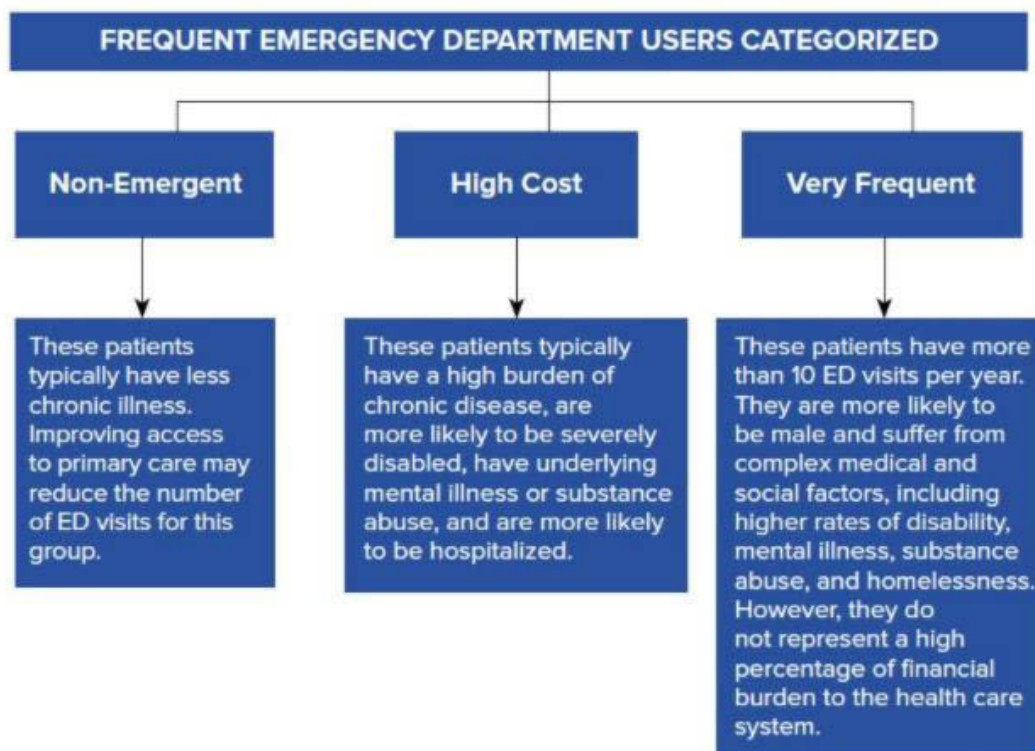 FREQUENT EMERGENCY DEPARTMENT USERS CATEGORIZED
Non-Emergent
High Cost
Very Frequent
These patients
typically have less
chronic illness.
Improving access
to primary care may
reduce the number
of ED visits for this
group.
These patients typically
have a high burden of
chronic disease, are
more likely to be severely
disabled, have underlying
mental illness or substance
abuse, and are more likely
to be hospitalized.
These patients have more
than 10 ED visits per year.
They are more likely to
be male and suffer from
complex medical and
social factors, including
higher rates of disability,
mental illness, substance
abuse, and homelessness.
However, they do
not represent a high
percentage of financial
burden to the health care
system.